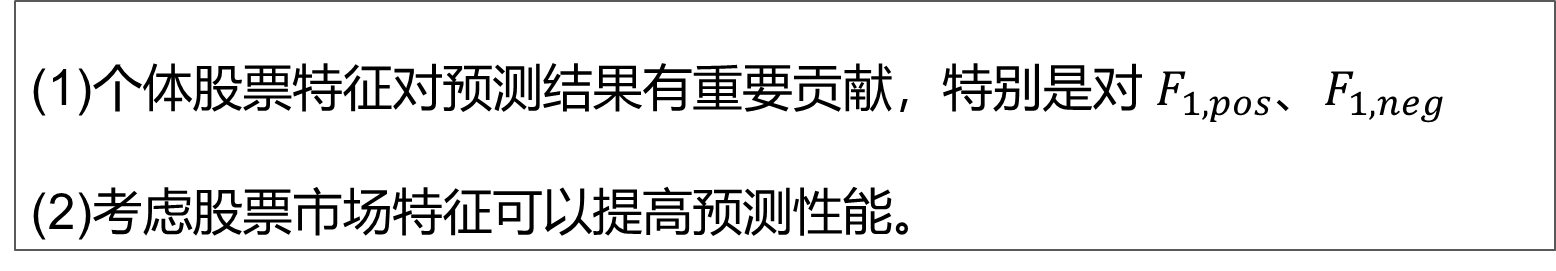 (1)个体股票特征对预测结果有重要贡献，特别是对 F₁,pos、F₁,neg
(2)考虑股票市场特征可以提高预测性能。